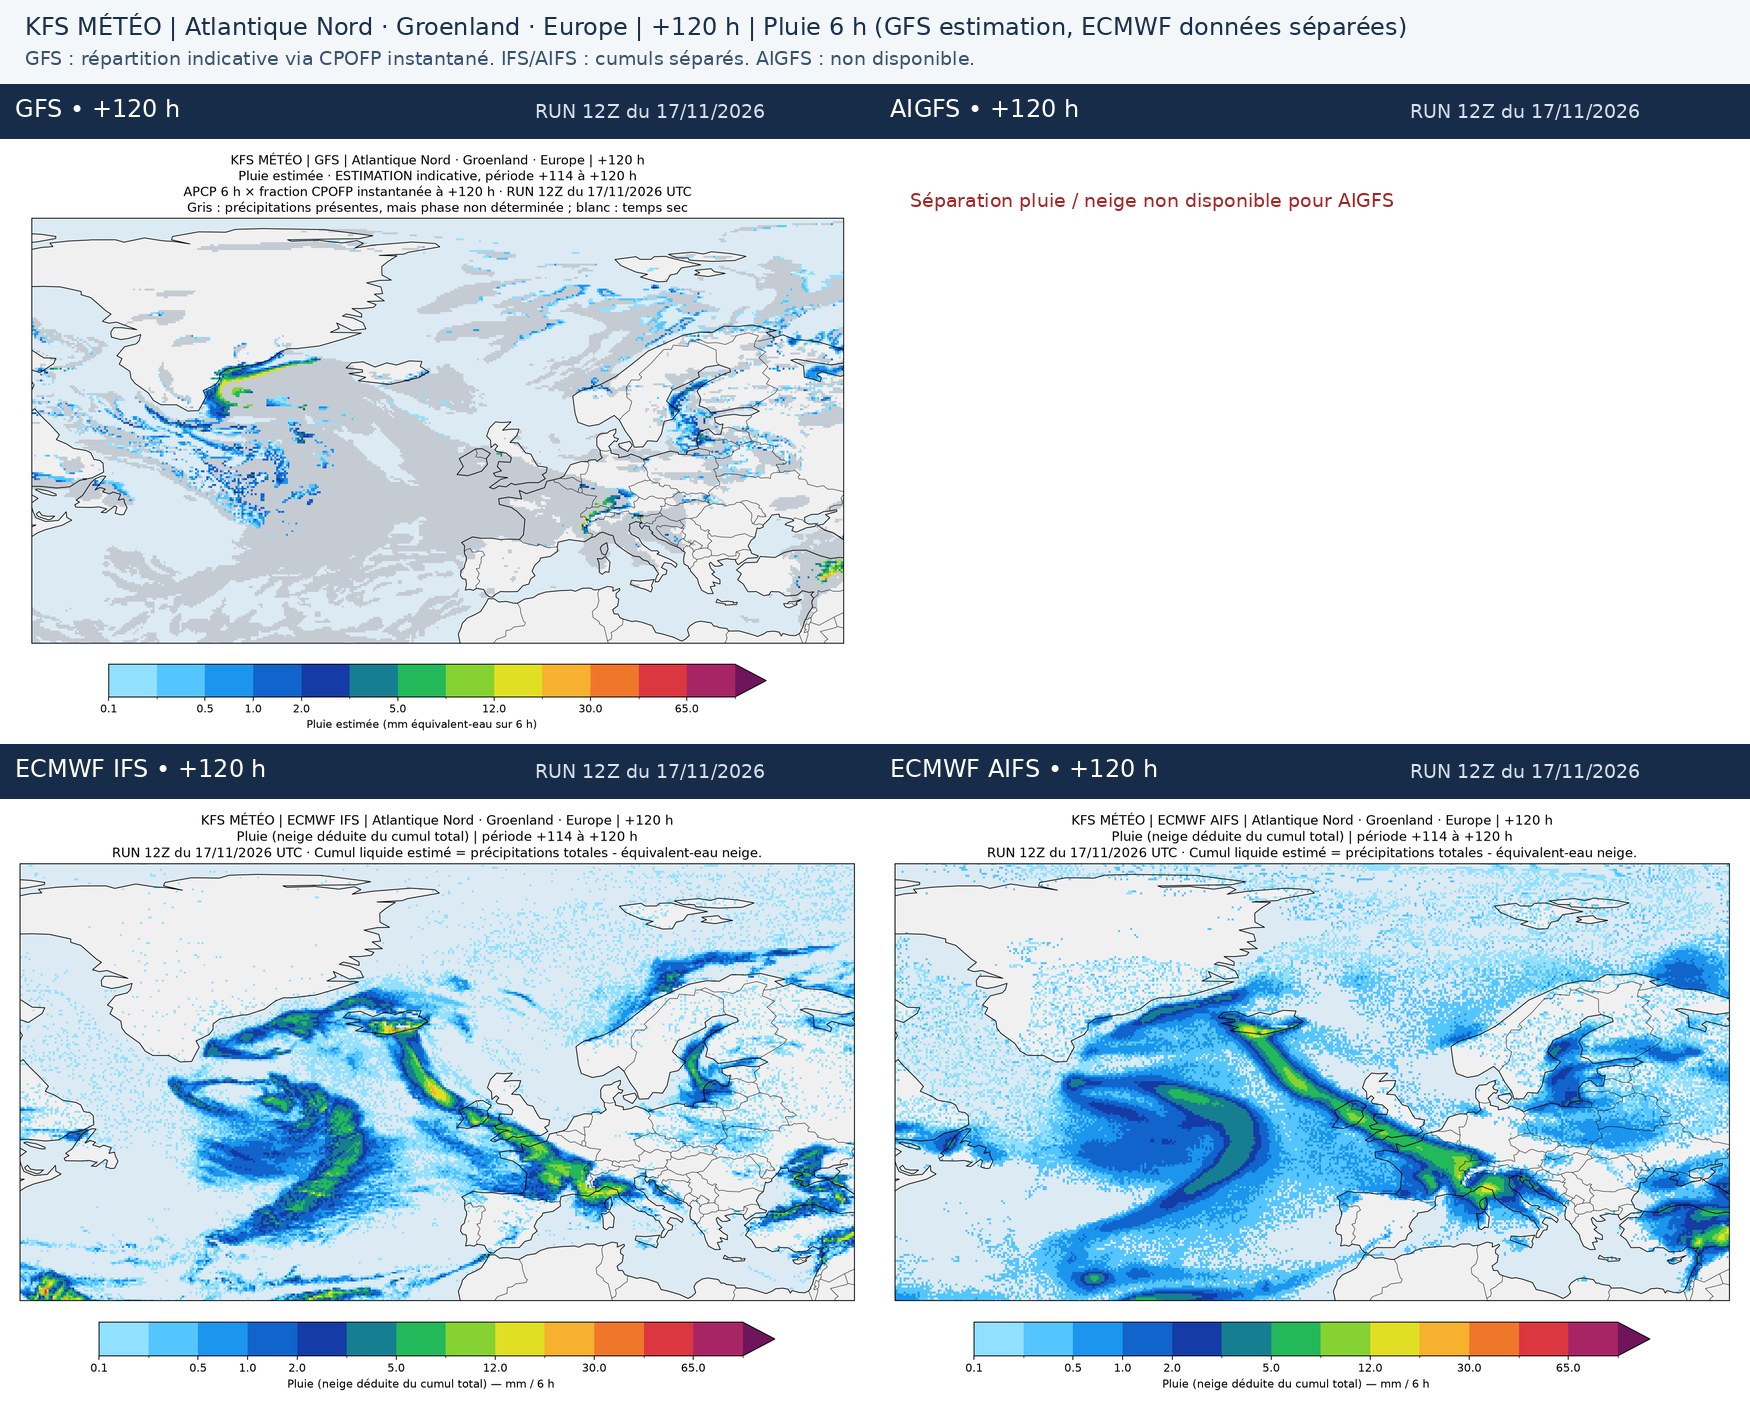 KFS MÉTÉO | Atlantique Nord · Groenland · Europe | +120 h | Pluie 6 h (GFS estimation, ECMWF données séparées)
GFS : répartition indicative via CPOFP instantané. IFS/AIFS : cumuls séparés. AIGFS : non disponible.
GFS • +120 h RUN 12Z du 17/11/2026
AIGFS • +120 h RUN 12Z du 17/11/2026
KFS MÉTÉO | GFS | Atlantique Nord · Groenland · Europe | +120 h
Pluie estimée · ESTIMATION indicative, période +114 à +120 h
APCP 6 h × fraction CPOFP instantanée à +120 h · RUN 12Z du 17/11/2026 UTC
Gris : précipitations présentes, mais phase non déterminée ; blanc : temps sec
Séparation pluie / neige non disponible pour AIGFS
0.1 0.5 1.0 2.0 5.0 12.0 30.0 65.0
Pluie estimée (mm équivalent-eau sur 6 h)
ECMWF IFS • +120 h RUN 12Z du 17/11/2026
ECMWF AIFS • +120 h RUN 12Z du 17/11/2026
KFS MÉTÉO | ECMWF IFS | Atlantique Nord · Groenland · Europe | +120 h
Pluie (neige déduite du cumul total) | période +114 à +120 h
RUN 12Z du 17/11/2026 UTC · Cumul liquide estimé = précipitations totales - équivalent-eau neige.
0.1 0.5 1.0 2.0 5.0 12.0 30.0 65.0
Pluie (neige déduite du cumul total) — mm / 6 h
KFS MÉTÉO | ECMWF AIFS | Atlantique Nord · Groenland · Europe | +120 h
Pluie (neige déduite du cumul total) | période +114 à +120 h
RUN 12Z du 17/11/2026 UTC · Cumul liquide estimé = précipitations totales - équivalent-eau neige.
0.1 0.5 1.0 2.0 5.0 12.0 30.0 65.0
Pluie (neige déduite du cumul total) — mm / 6 h